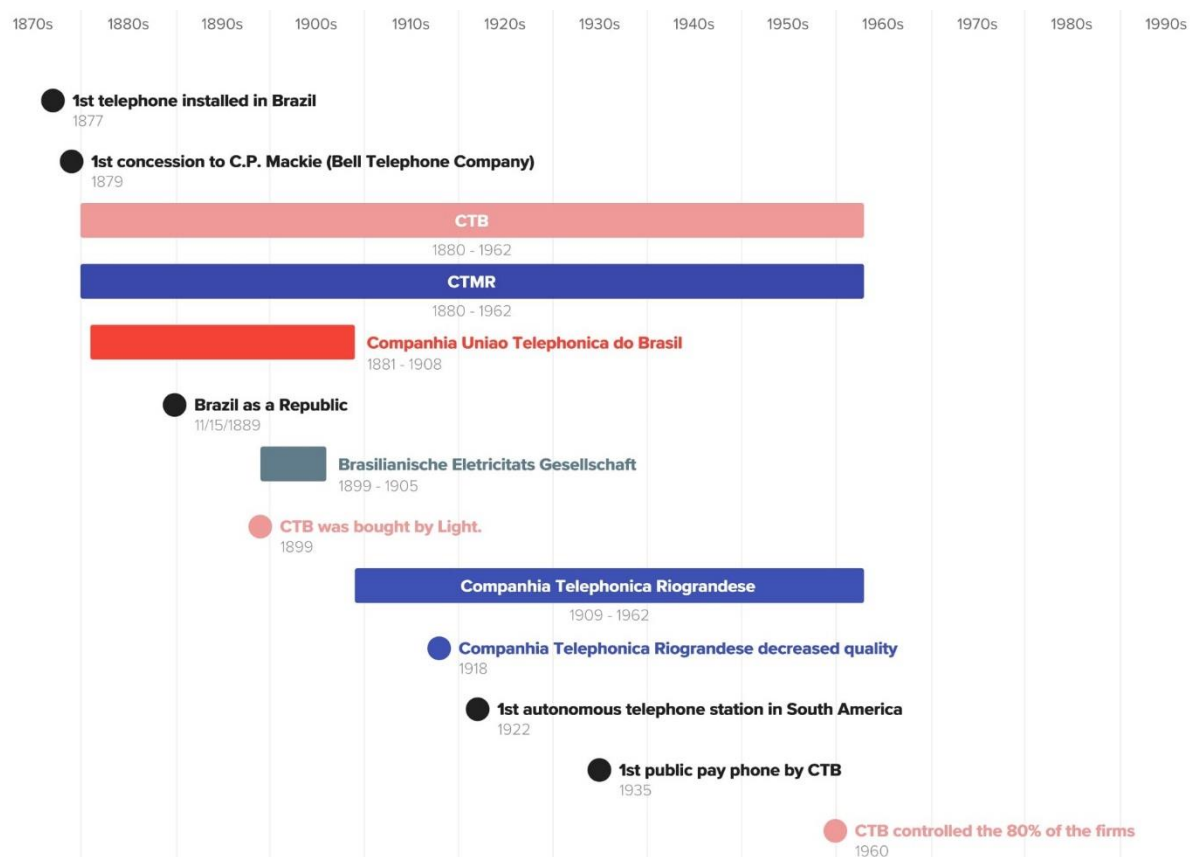 1870s 1880s 1890s 1900s 1910s 1920s 1930s 1940s 1950s 1960s 1970s 1980s 1990s
1st telephone installed in Brazil
1877
1st concession to C.P. Mackie (Bell Telephone Company)
1879
CTB
1880 - 1962
CTMR
1880 - 1962
Companhia Uniao Telephonica do Brasil
1881 - 1908
Brazil as a Republic
11/15/1889
Brasilianische Eletricitats Gesellschaft
1899 - 1905
CTB was bought by Light.
1899
Companhia Telephonica Riograndese
1909 - 1962
Companhia Telephonica Riograndese decreased quality
1918
1st autonomous telephone station in South America
1922
1st public pay phone by CTB
1935
CTB controlled the 80% of the firms
1960